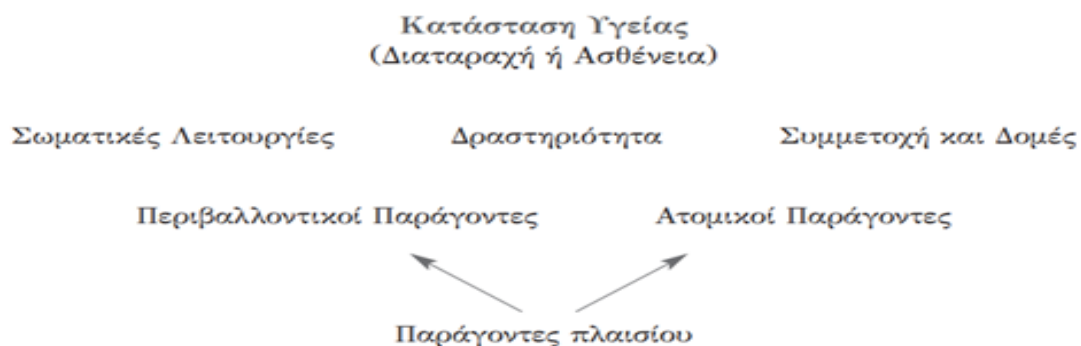 Κατάσταση Υγείας
(Διαταραχή ή Ασθένεια)
Σωματικές Λειτουργίες Δραστηριότητα Συμμετοχή και Δομές
Περιβαλλοντικοί Παράγοντες Ατομικοί Παράγοντες
Παράγοντες πλαισίου